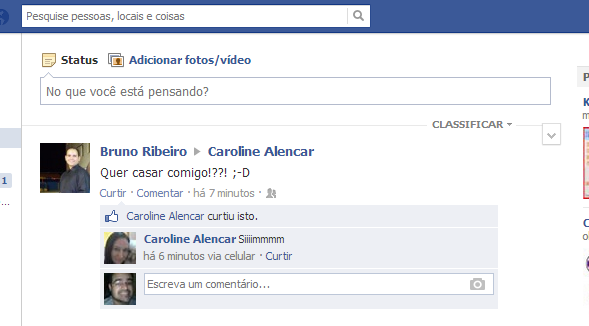 Pesquise pessoas, locais e coisas
Status Adicionar fotos/vídeo
No que você está pensando?
CLASSIFICAR
Bruno Ribeiro Caroline Alencar
Quer casar comigo!??! ;-D
Curtir · Comentar · há 7 minutos ·
Caroline Alencar curtiu isto.
Caroline Alencar Siiiimmmm
há 6 minutos via celular · Curtir
Escreva um comentário...
1
...
P
K
m
C